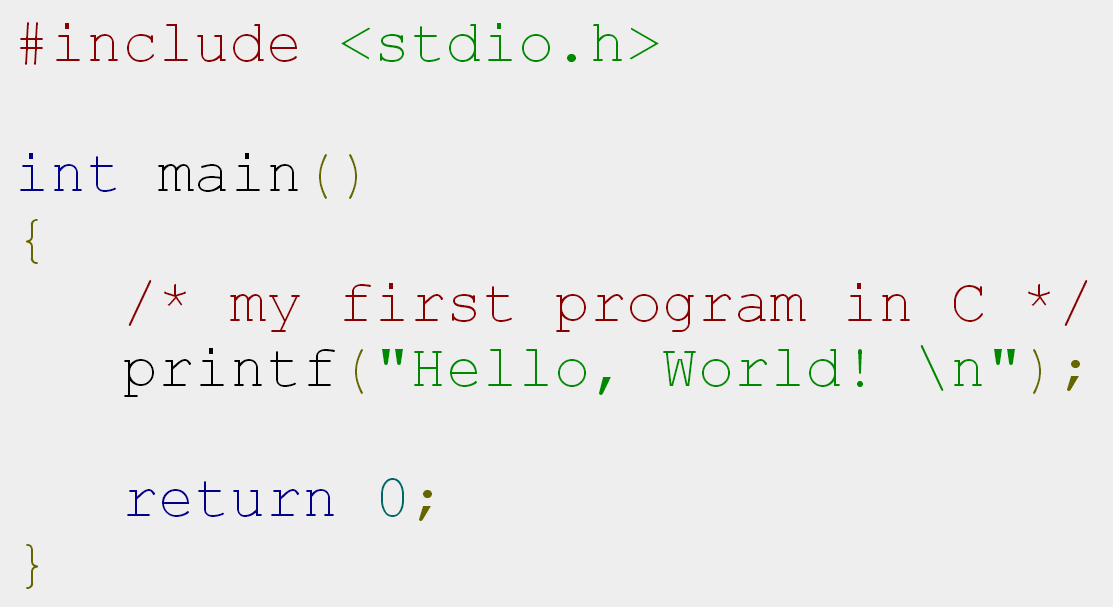 #include <stdio.h>
int main()
{
/* my first program in C */
printf("Hello, World! \n");
return 0;
}